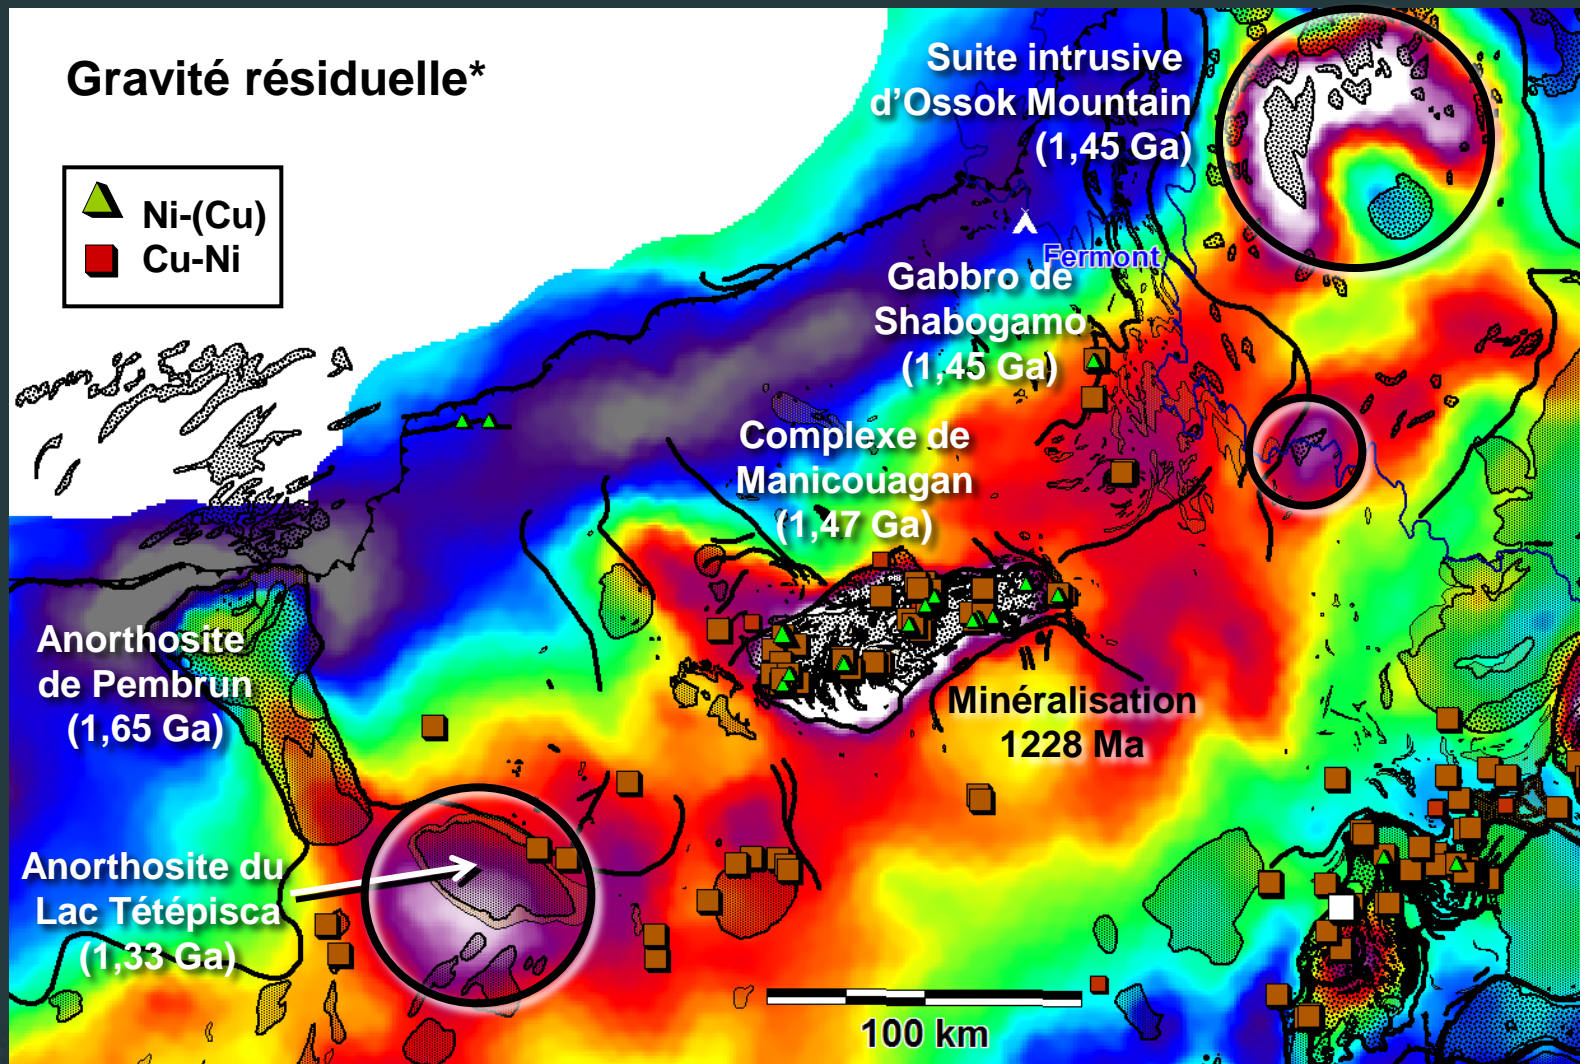 Gravité résiduelle*
Ni-(Cu)
Cu-Ni
Suite intrusive
d’Ossok Mountain
(1,45 Ga)
Fermont
Gabbro de
Shabogamo
(1,45 Ga)
Complexe de
Manicouagan
(1,47 Ga)
Anorthosite
de Pembrun
(1,65 Ga)
Minéralisation
1228 Ma
Anorthosite du
Lac Tétépisca
(1,33 Ga)
100 km